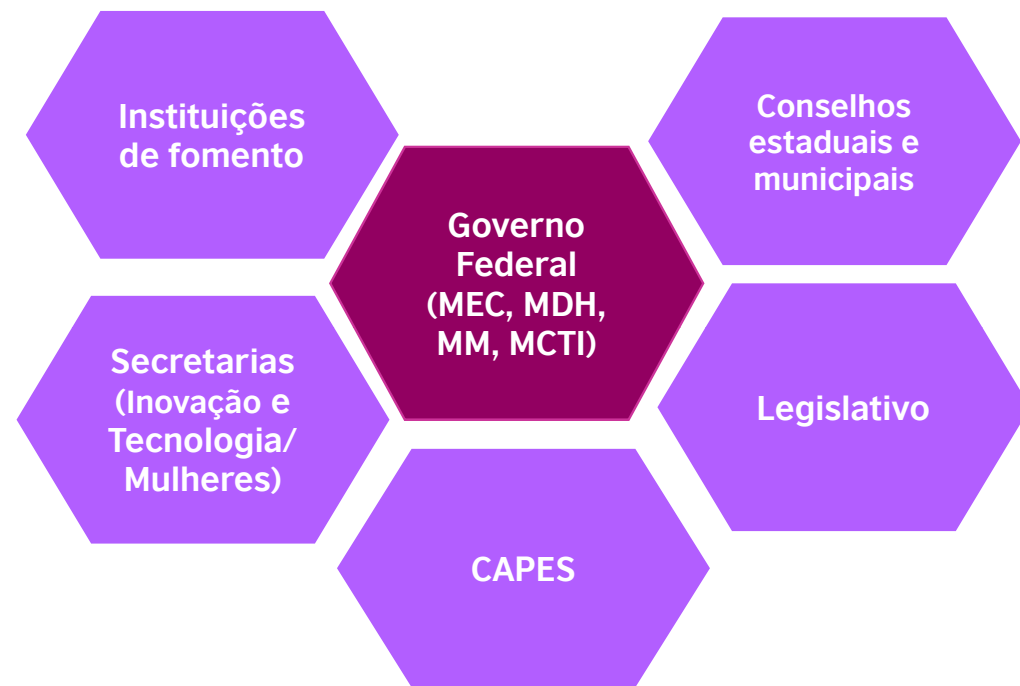 Instituições
de fomento
Conselhos
estaduais e
municipais
Governo
Federal
(MEC, MDH,
MM, MCTI)
Secretarias
(Inovação e
Tecnologia/
Mulheres)
Legislativo
CAPES